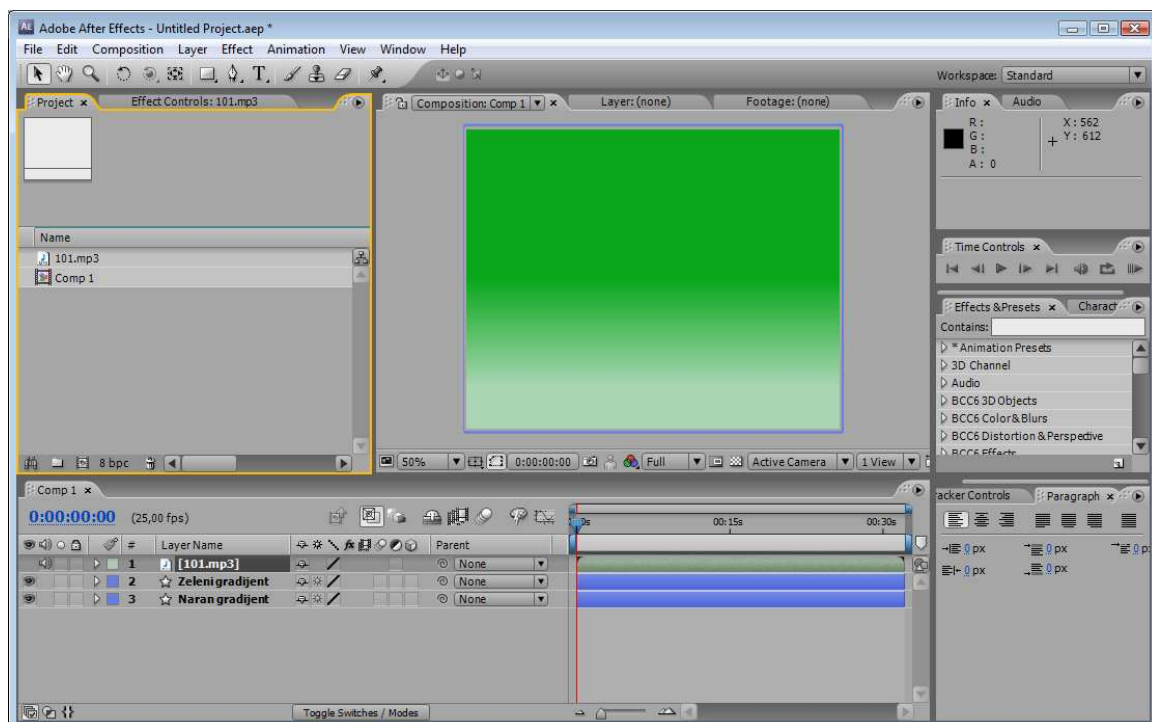 Adobe After Effects - Untitled Project.aep *
File Edit Composition Layer Effect Animation View Window Help
Workspace: Standard
Project Effect Controls: 101.mp3
Composition: Comp 1 Layer: (none) Footage: (none)
Info Audio
R: X: 562
G: Y: 612
B:
A: 0
Name
101.mp3
Comp 1
Time Controls
Effects & Presets Charact
Contains:
* Animation Presets
3D Channel
Audio
BCC6 3D Objects
BCC6 Color & Blurs
BCC6 Distortion & Perspective
BCC6 Effects
8 bpc
50% 0:00:00:00 Full Active Camera 1 View
Comp 1
0:00:00:00 (25,00 fps)
0s 00:15s 00:30s
# Layer Name Parent
1 [101.mp3] None
2 Zeleni gradijent None
3 Naran gradijent None
Toggle Switches / Modes
racker Controls Paragraph
0 px 0 px 0 p
0 px 0 px